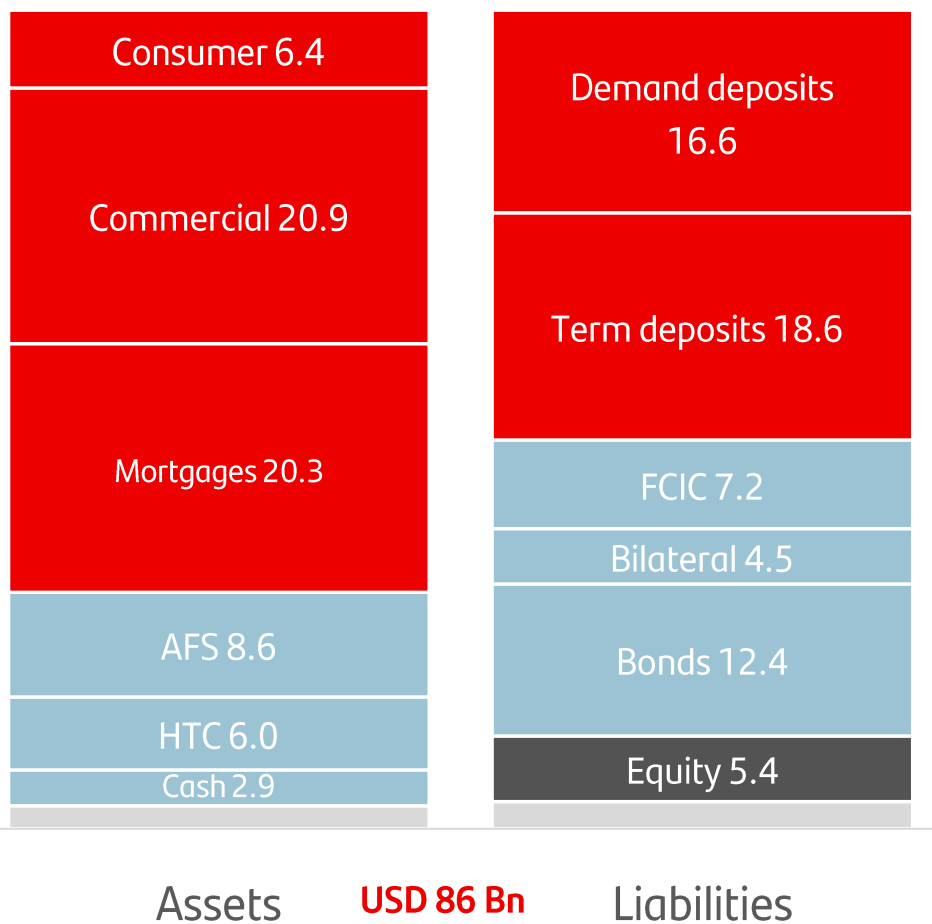 Consumer 6.4
Commercial 20.9
Mortgages 20.3
AFS 8.6
HTC 6.0
Cash 2.9
Demand deposits
16.6
Term deposits 18.6
FCIC 7.2
Bilateral 4.5
Bonds 12.4
Equity 5.4
Assets
USD 86 Bn
Liabilities